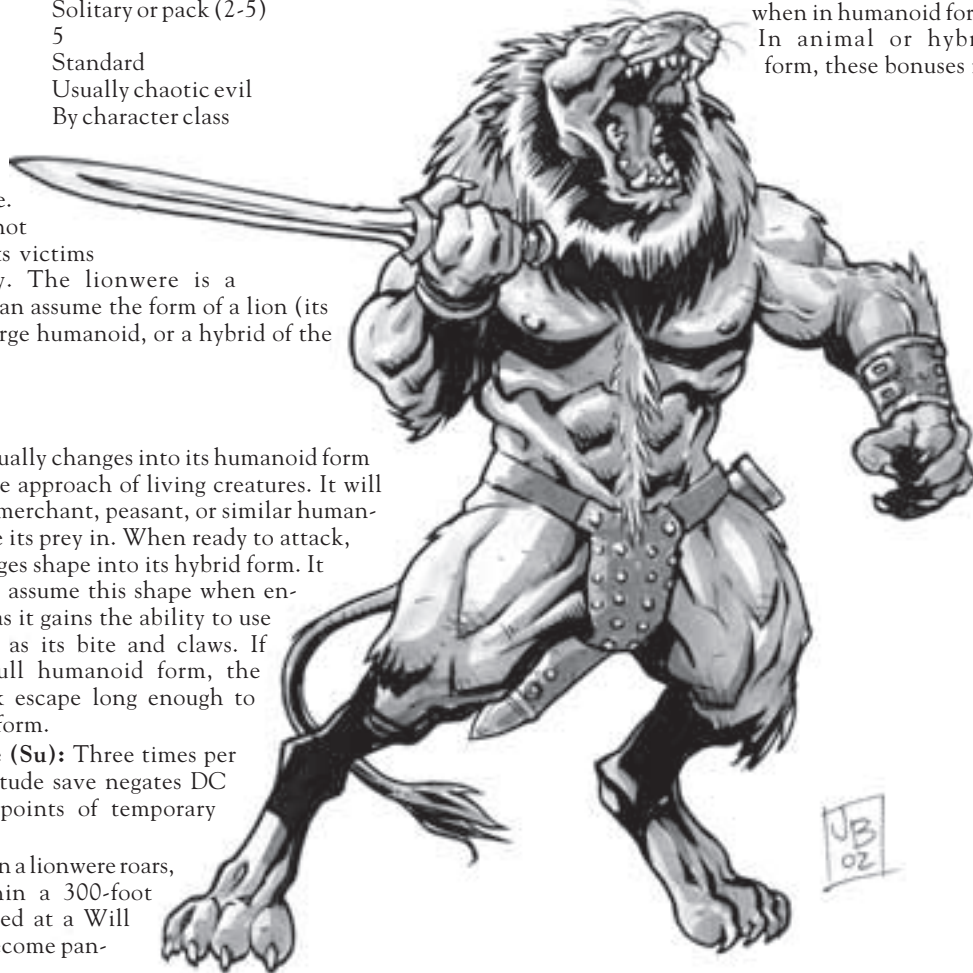 Solitary or pack (2-5)
5
Standard
Usually chaotic evil
By character class
not
victims
y. The lionwere is a
an assume the form of a lion (its
rge humanoid, or a hybrid of the
ually changes into its humanoid form
e approach of living creatures. It will
merchant, peasant, or similar human-
e its prey in. When ready to attack,
ges shape into its hybrid form. It
assume this shape when en-
as it gains the ability to use
as its bite and claws. If
ull humanoid form, the
k escape long enough to
form.
(Su): Three times per
itude save negates DC
points of temporary
n a lionwere roars,
hin a 300-foot
ed at a Will
ecome pan-
when in humanoid for
In animal or hybr
form, these bonuses
JB
02